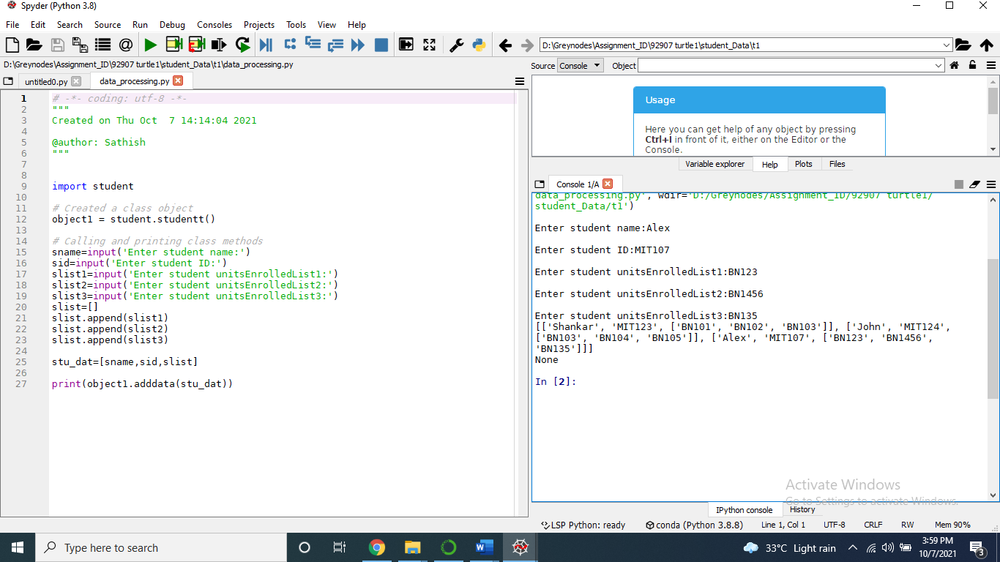 Spyder (Python 3.8)
File Edit Search Source Run Debug Consoles Projects Tools View Help
D:\Greynodes\Assignment_ID\92907 turtle1\student_Data\t1
D:\Greynodes\Assignment_ID\92907 turtle1\student_Data\t1\data_processing.py
Source Console Object
untitled0.py data_processing.py
1 # -*- coding: utf-8 -*-
2 """
3 Created on Thu Oct  7 14:14:04 2021
4
5 @author: Sathish
6 """
7
8
9 import student
10
11 # Created a class object
12 object1 = student.studentt()
13
14 # Calling and printing class methods
15 sname=input('Enter student name:')
16 sid=input('Enter student ID:')
17 slist1=input('Enter student unitsEnrolledList1:')
18 slist2=input('Enter student unitsEnrolledList2:')
19 slist3=input('Enter student unitsEnrolledList3:')
20 slist=[]
21 slist.append(slist1)
22 slist.append(slist2)
23 slist.append(slist3)
24
25 stu_dat=[sname,sid,slist]
26
27 print(object1.adddata(stu_dat))
Usage
Here you can get help of any object by pressing
Ctrl+I in front of it, either on the Editor or the
Console.
Variable explorer Help Plots Files
Console 1/A
data_processing.py', wdir='D:/Greynodes/Assignment_ID/92907 turtle1/
student_Data/t1')
Enter student name:Alex
Enter student ID:MIT107
Enter student unitsEnrolledList1:BN123
Enter student unitsEnrolledList2:BN1456
Enter student unitsEnrolledList3:BN135
[['Shankar', 'MIT123', ['BN101', 'BN102', 'BN103']], ['John', 'MIT124',
['BN103', 'BN104', 'BN105']], ['Alex', 'MIT107', ['BN123', 'BN1456',
'BN135']]]
None
In [2]:
Activate Windows
Go to Settings to activate Windows.
IPython console History
LSP Python: ready conda (Python 3.8.8) Line 1, Col 1 UTF-8 CRLF RW Mem 90%
Type here to search
33°C Light rain
3:59 PM
10/7/2021
3